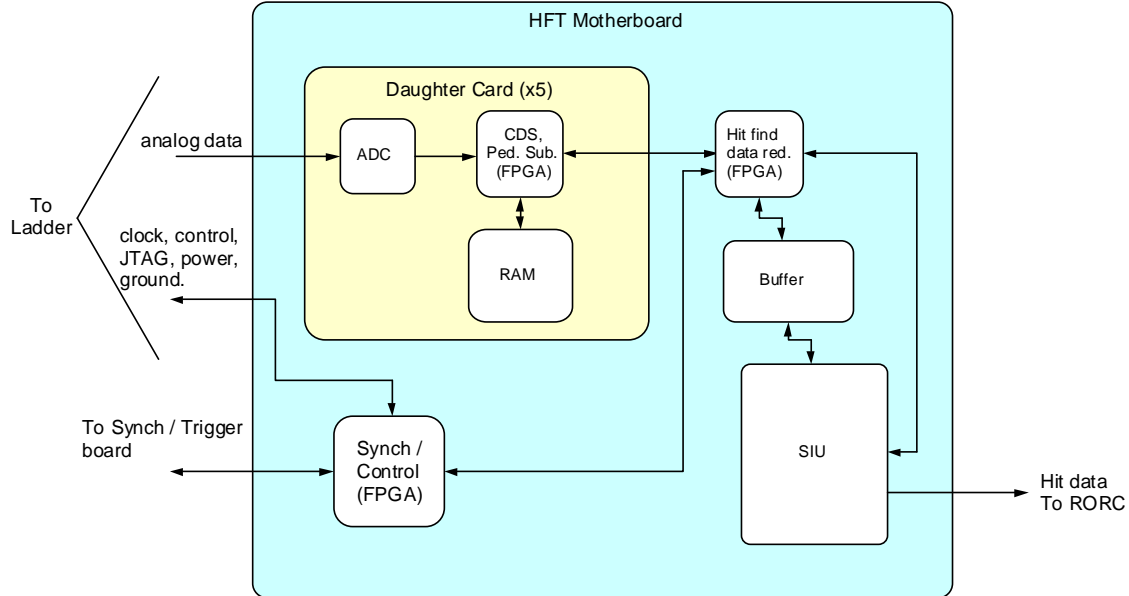 HFT Motherboard
Daughter Card (x5)
analog data
ADC
CDS,
Ped. Sub.
(FPGA)
Hit find
data red.
(FPGA)
To
Ladder
clock, control,
JTAG, power,
ground.
RAM
Buffer
To Synch / Trigger
board
Synch /
Control
(FPGA)
SIU
Hit data
To RORC